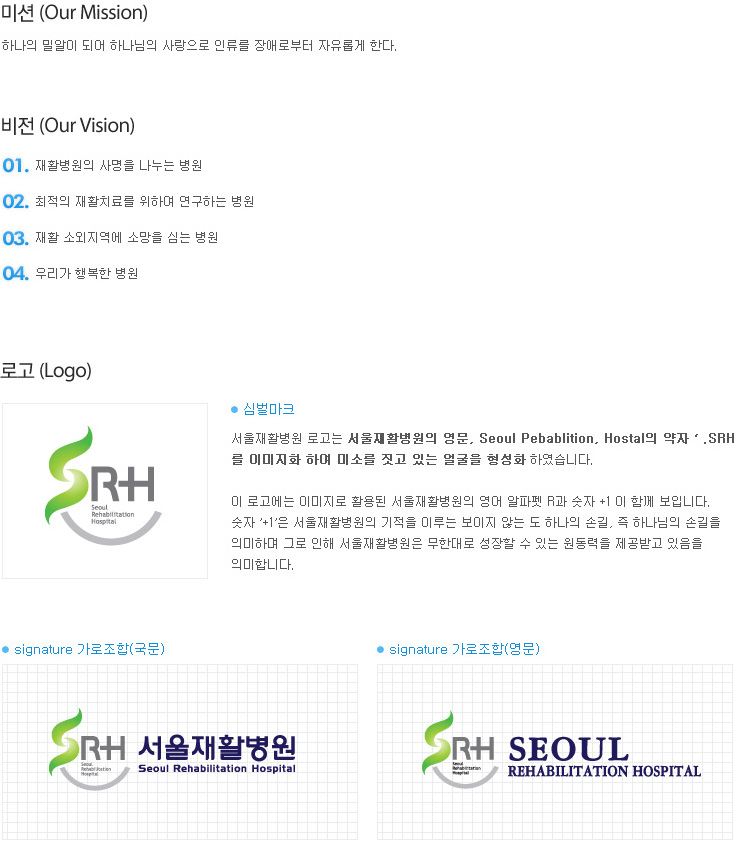 미션 (Our Mission)
하나의 밀알이 되어 하나님의 사랑으로 인류를 장애로부터 자유롭게 한다.
비전 (Our Vision)
01. 재활병원의 사명을 나누는 병원
02. 최적의 재활치료를 위하여 연구하는 병원
03. 재활 소외지역에 소망을 심는 병원
04. 우리가 행복한 병원
로고 (Logo)
SRH
Seoul
Rehabilitation
Hospital
심벌마크
서울재활병원 로고는 서울재활병원의 영문, Seoul Pebablition, Hostal의 약자 ‘ .SRH
를 이미지화 하여 미소를 짓고 있는 얼굴을 형성화 하였습니다.
이 로고에는 이미지로 활용된 서울재활병원의 영어 알파펫 R과 숫자 +1 이 함께 보입니다.
숫자 ‘+1’은 서울재활병원의 기적을 이루는 보이지 않는 도 하나의 손길, 즉 하나님의 손길을
의미하며 그로 인해 서울재활병원은 무한대로 성장할 수 있는 원동력을 제공받고 있음을
의미합니다.
signature 가로조합(국문)
SRH
Seoul
Rehabilitation
Hospital
서울재활병원
Seoul Rehabilitation Hospital
signature 가로조합(영문)
SRH
Seoul
Rehabilitation
Hospital
SEOUL
REHABILITATION HOSPITAL